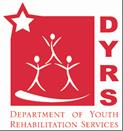 DYRS
DEPARTMENT OF YOUTH
REHABILITATION SERVICES